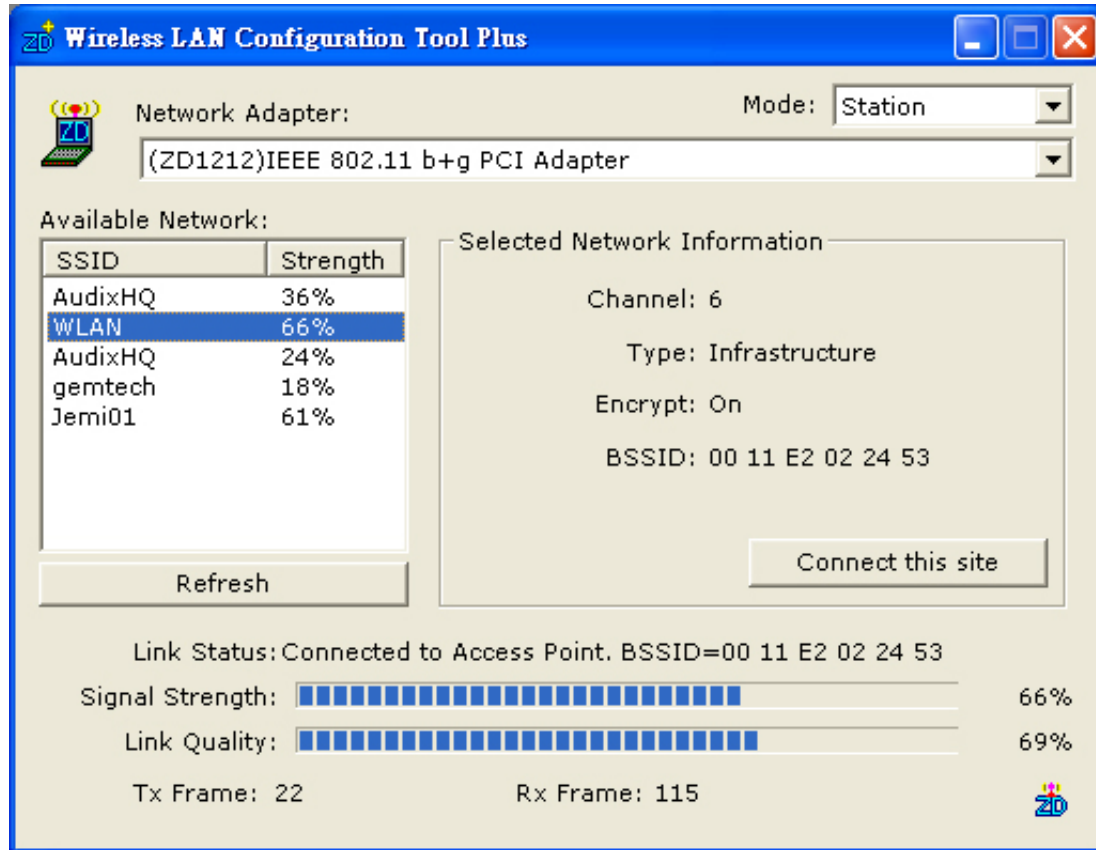 ZD Wireless LAN Configuration Tool Plus
Mode: Station
ZD Network Adapter:
(ZD1212)IEEE 802.11 b+g PCI Adapter
Available Network:
SSID Strength
AudixHQ 36%
WLAN 66%
AudixHQ 24%
gemtech 18%
Jemi01 61%
Refresh
Selected Network Information
Channel: 6
Type: Infrastructure
Encrypt: On
BSSID: 00 11 E2 02 24 53
Connect this site
Link Status: Connected to Access Point. BSSID=00 11 E2 02 24 53
Signal Strength: 66%
Link Quality: 69%
Tx Frame: 22 Rx Frame: 115
ZD